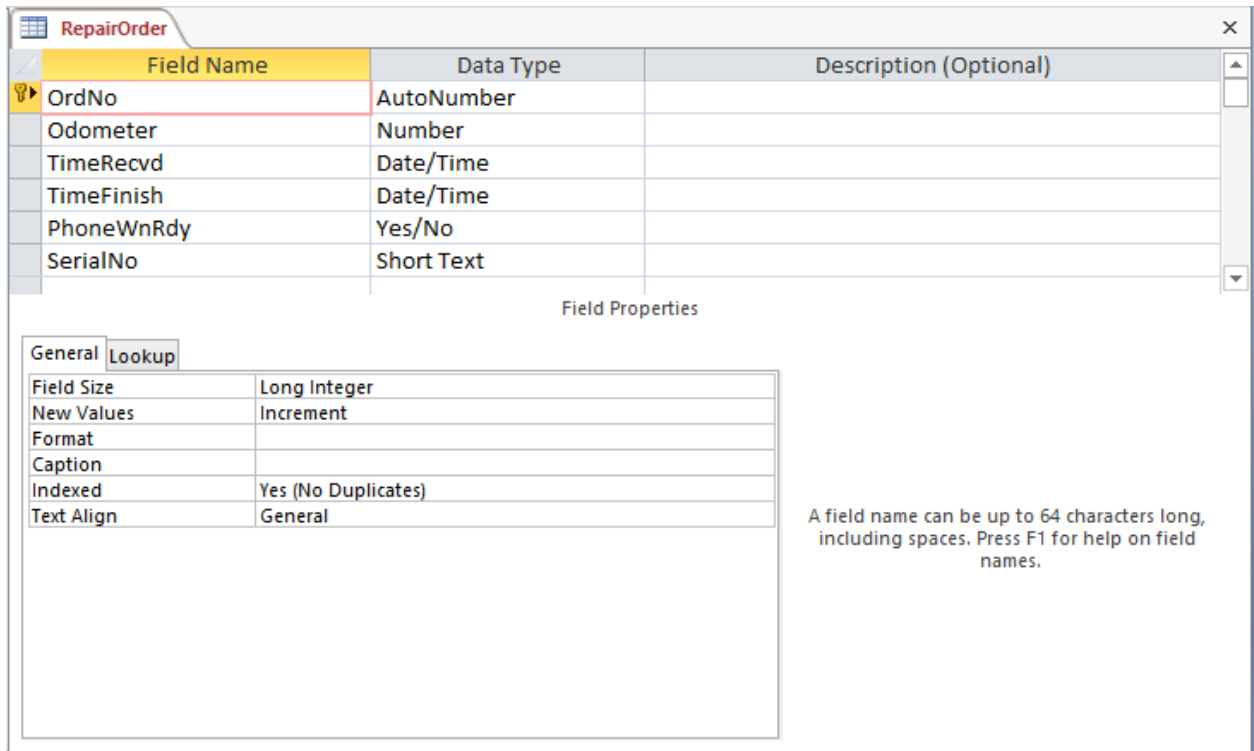 RepairOrder ×
Field Name Data Type Description (Optional)
OrdNo AutoNumber
Odometer Number
TimeRecvd Date/Time
TimeFinish Date/Time
PhoneWnRdy Yes/No
SerialNo Short Text
Field Properties
General Lookup
Field Size Long Integer
New Values Increment
Format
Caption
Indexed Yes (No Duplicates)
Text Align General
A field name can be up to 64 characters long,
including spaces. Press F1 for help on field
names.